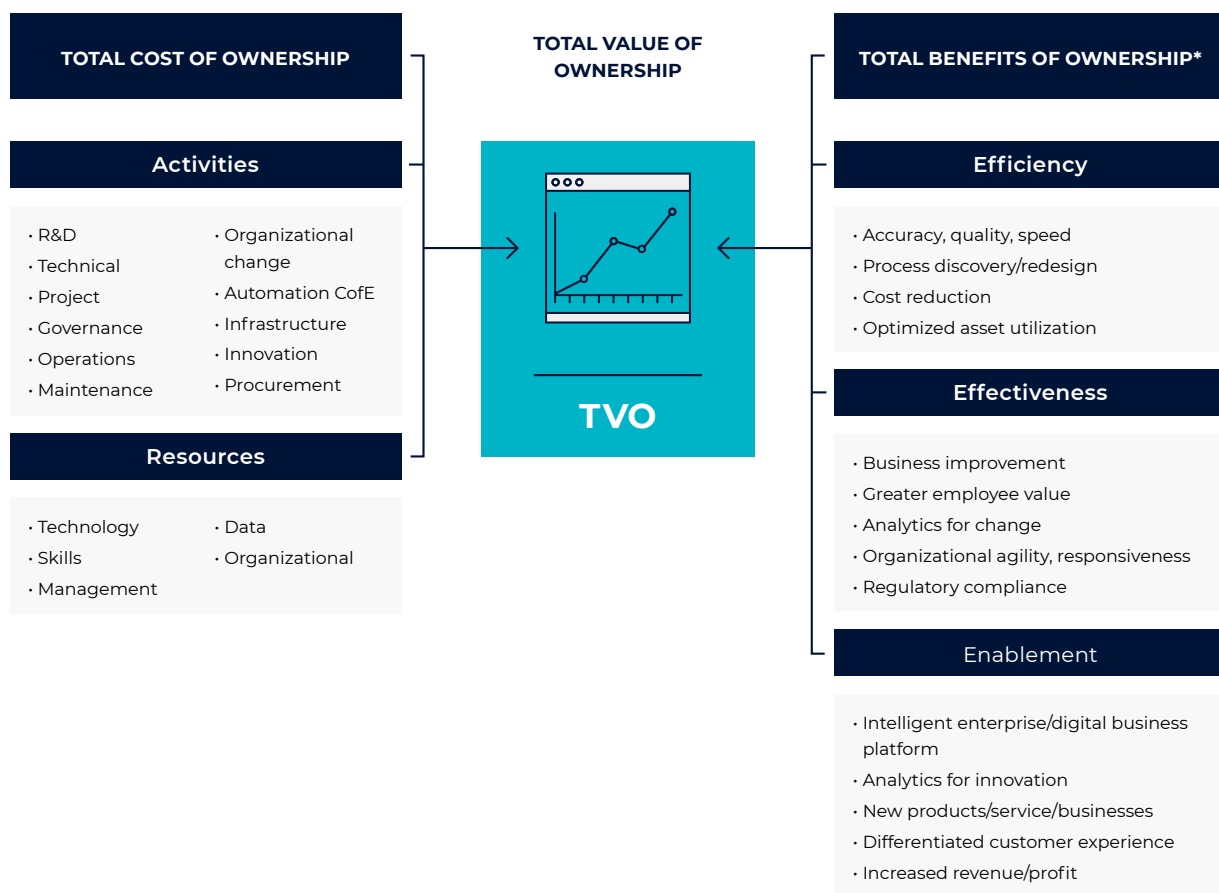 TOTAL COST OF OWNERSHIP
Activities
· R&D
· Technical
· Project
· Governance
· Operations
· Maintenance
· Organizational
change
· Automation CofE
· Infrastructure
· Innovation
· Procurement
Resources
· Technology
· Skills
· Management
· Data
· Organizational
TOTAL VALUE OF
OWNERSHIP
TVO
TOTAL BENEFITS OF OWNERSHIP*
Efficiency
· Accuracy, quality, speed
· Process discovery/redesign
· Cost reduction
· Optimized asset utilization
Effectiveness
· Business improvement
· Greater employee value
· Analytics for change
· Organizational agility, responsiveness
· Regulatory compliance
Enablement
· Intelligent enterprise/digital business
platform
· Analytics for innovation
· New products/service/businesses
· Differentiated customer experience
· Increased revenue/profit